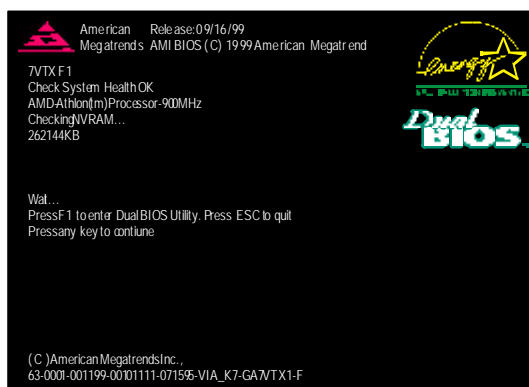 American Release:09/16/99
Megatrends AMIBIOS (C) 1999 American Megatrend
energy
7VTX F1
Check System Health OK
AMD-Athlon(tm)Processor-900MHz
Checking NVRAM...
262144KB
Dual
BIOS
Wait...
Press F1 to enter Dual BIOS Utility. Press ESC to quit
Press any key to contiune
(C)American Megatrends Inc.,
63-0001-001199-00101111-071595-VIA_K7-GA7VTX1-F